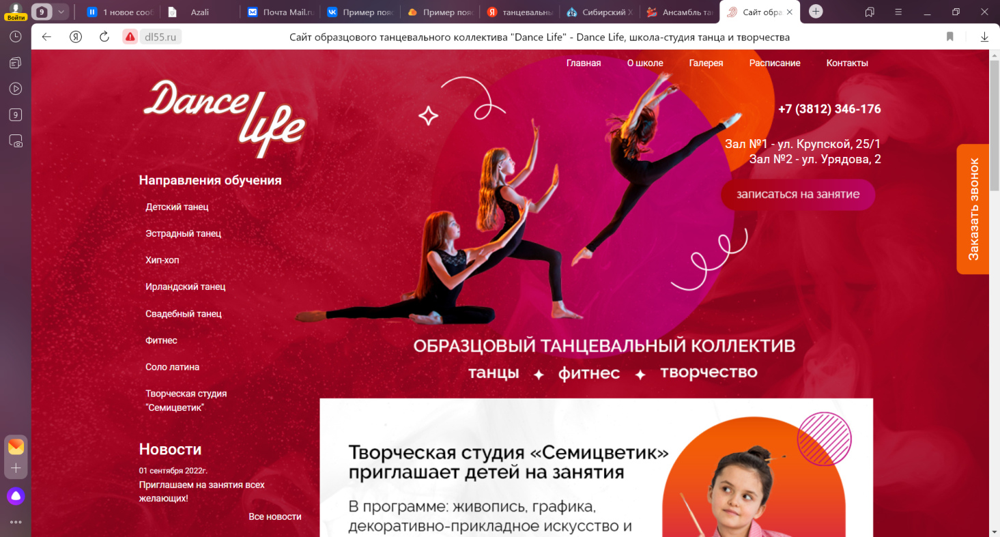 Войти
9
1 новое сооб
Azali
Почта Mail.ru
Пример пояс
Пример пояс
танцевальны
Сибирский Х
Ансамбль та
Сайт обра
dl55.ru
Сайт образцового танцевального коллектива "Dance Life" - Dance Life, школа-студия танца и творчества
9
Главная
О школе
Галерея
Расписание
Контакты
Dance
life
+7 (3812) 346-176
Зал №1 - ул. Крупской, 25/1
Зал №2 - ул. Урядова, 2
записаться на занятие
Заказать звонок
Направления обучения
Детский танец
Эстрадный танец
Хип-хоп
Ирландский танец
Свадебный танец
Фитнес
Соло латина
Творческая студия
"Семицветик"
Новости
01 сентября 2022г.
Приглашаем на занятия всех
желающих!
Все новости
ОБРАЗЦОВЫЙ ТАНЦЕВАЛЬНЫЙ КОЛЛЕКТИВ
танцы ✦ фитнес ✦ творчество
Творческая студия «Семицветик»
приглашает детей на занятия
В программе: живопись, графика,
декоративно-прикладное искусство и